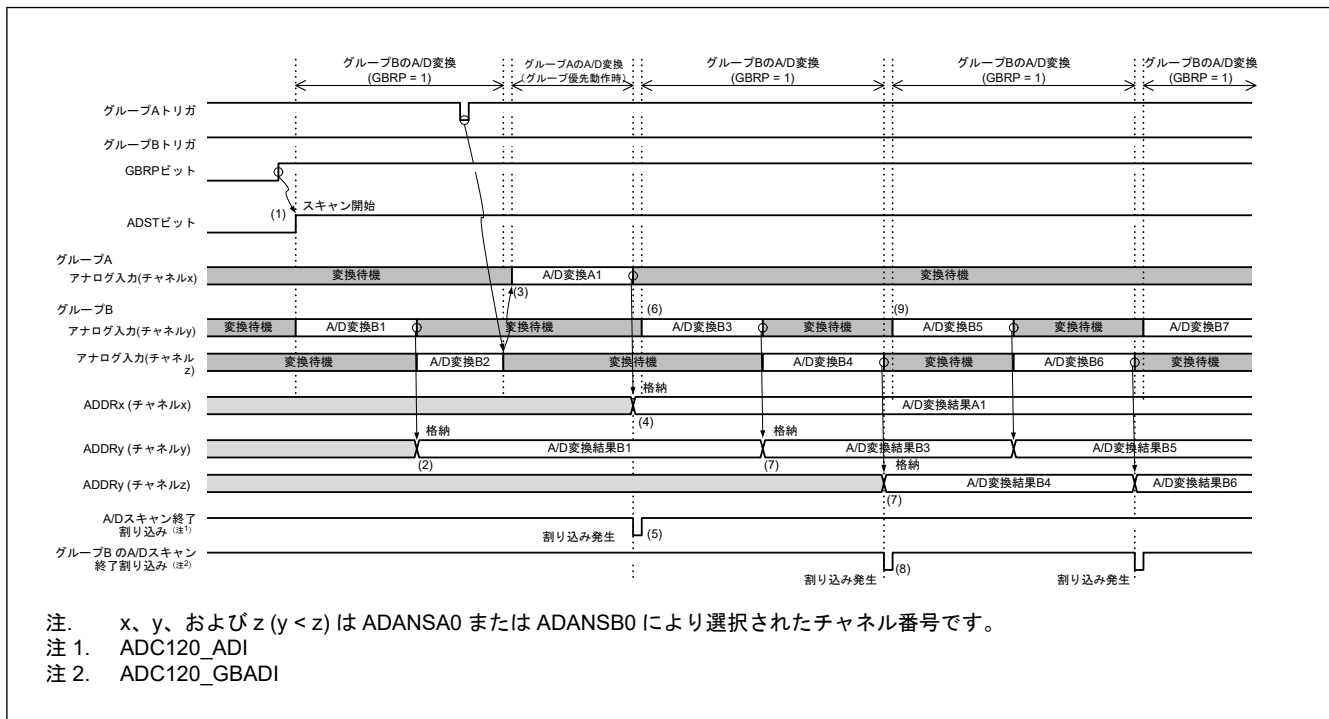 グループBのA/D変換
(GBRP = 1)
グループAのA/D変換
(グループ優先動作時)
グループBのA/D変換
(GBRP = 1)
グループBのA/D変換
(GBRP = 1)
グループBのA/D変換
(GBRP = 1)
グループAトリガ
グループBトリガ
GBRPビット
ADSTビット
(1)
スキャン開始
グループA
アナログ入力(チャネルx)
変換待機
A/D変換A1
変換待機
(3)
グループB
(6)
(9)
アナログ入力(チャネルy)
変換待機
A/D変換B1
変換待機
A/D変換B3
変換待機
A/D変換B5
変換待機
A/D変換B7
アナログ入力(チャネル
z)
変換待機
A/D変換B2
変換待機
A/D変換B4
変換待機
A/D変換B6
変換待機
ADDRx (チャネルx)
格納
(4)
A/D変換結果A1
ADDRy (チャネルy)
格納
(2)
A/D変換結果B1
格納
(7)
A/D変換結果B3
A/D変換結果B5
ADDRy (チャネルz)
格納
(7)
A/D変換結果B4
A/D変換結果B6
A/Dスキャン終了
割り込み (注1)
割り込み発生
(5)
グループB のA/Dスキャン
終了割り込み (注2)
割り込み発生
(8)
割り込み発生
注. x、y、および z (y < z) は ADANSA0 または ADANSB0 により選択されたチャネル番号です。
注 1. ADC120_ADI
注 2. ADC120_GBADI